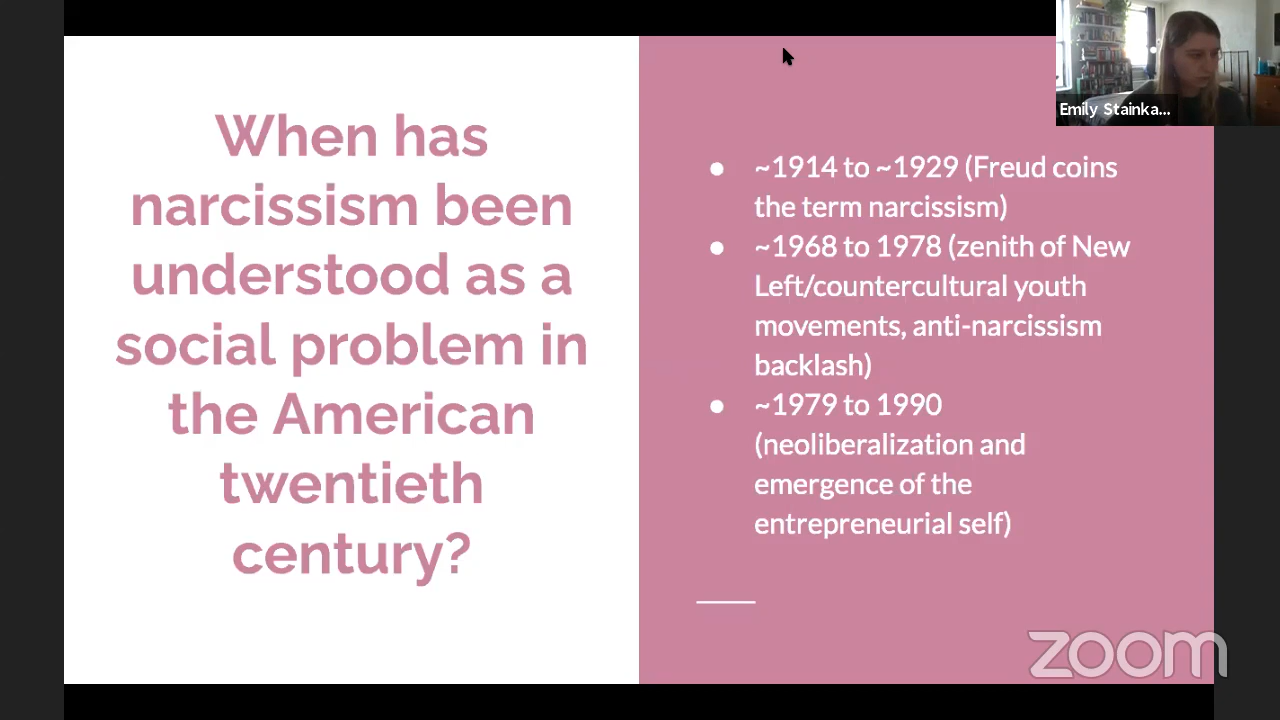 When has
narcissism been
understood as a
social problem in
the American
twentieth
century?
● ~1914 to ~1929 (Freud coins
the term narcissism)
● ~1968 to 1978 (zenith of New
Left/countercultural youth
movements, anti-narcissism
backlash)
● ~1979 to 1990
(neoliberalization and
emergence of the
entrepreneurial self)
Emily Stainka...
zoom